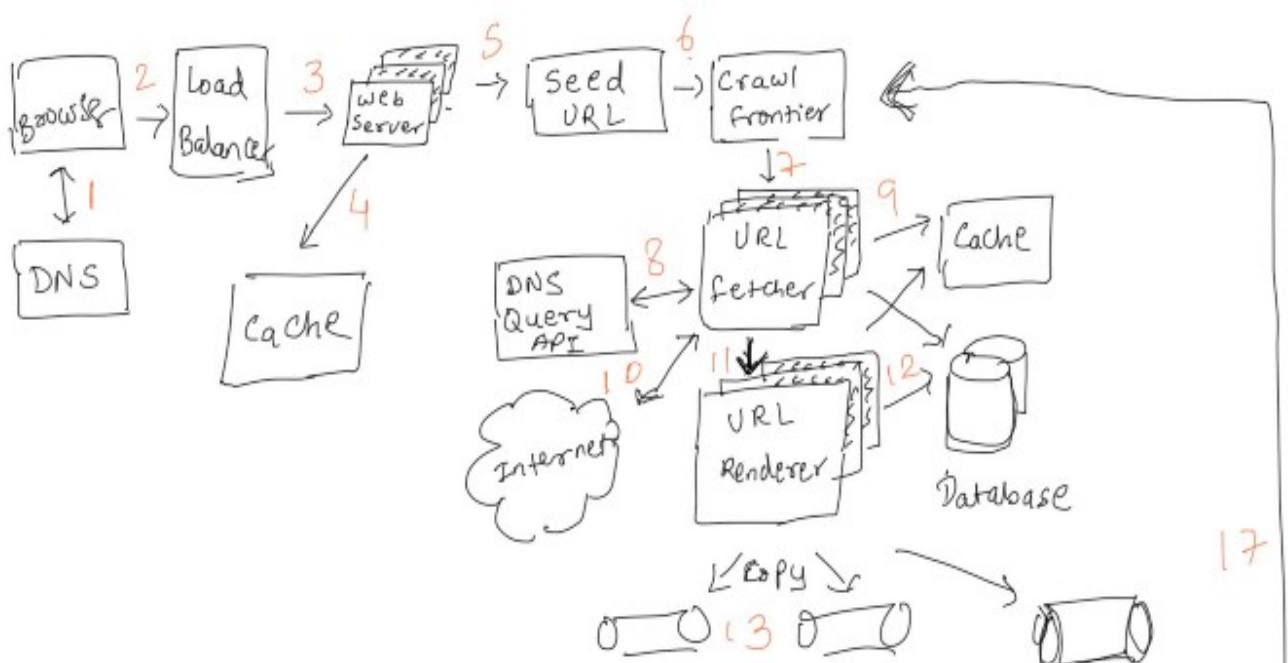 5
6
2
3
Load
Balancer
Browser
Web
Server
Seed
URL
Crawl
Frontier
1
4
7
9
DNS
Cache
8
DNS
Query
API
URL
fetcher
Cache
10
11
12
Internet
URL
Renderer
Database
17
Copy
13